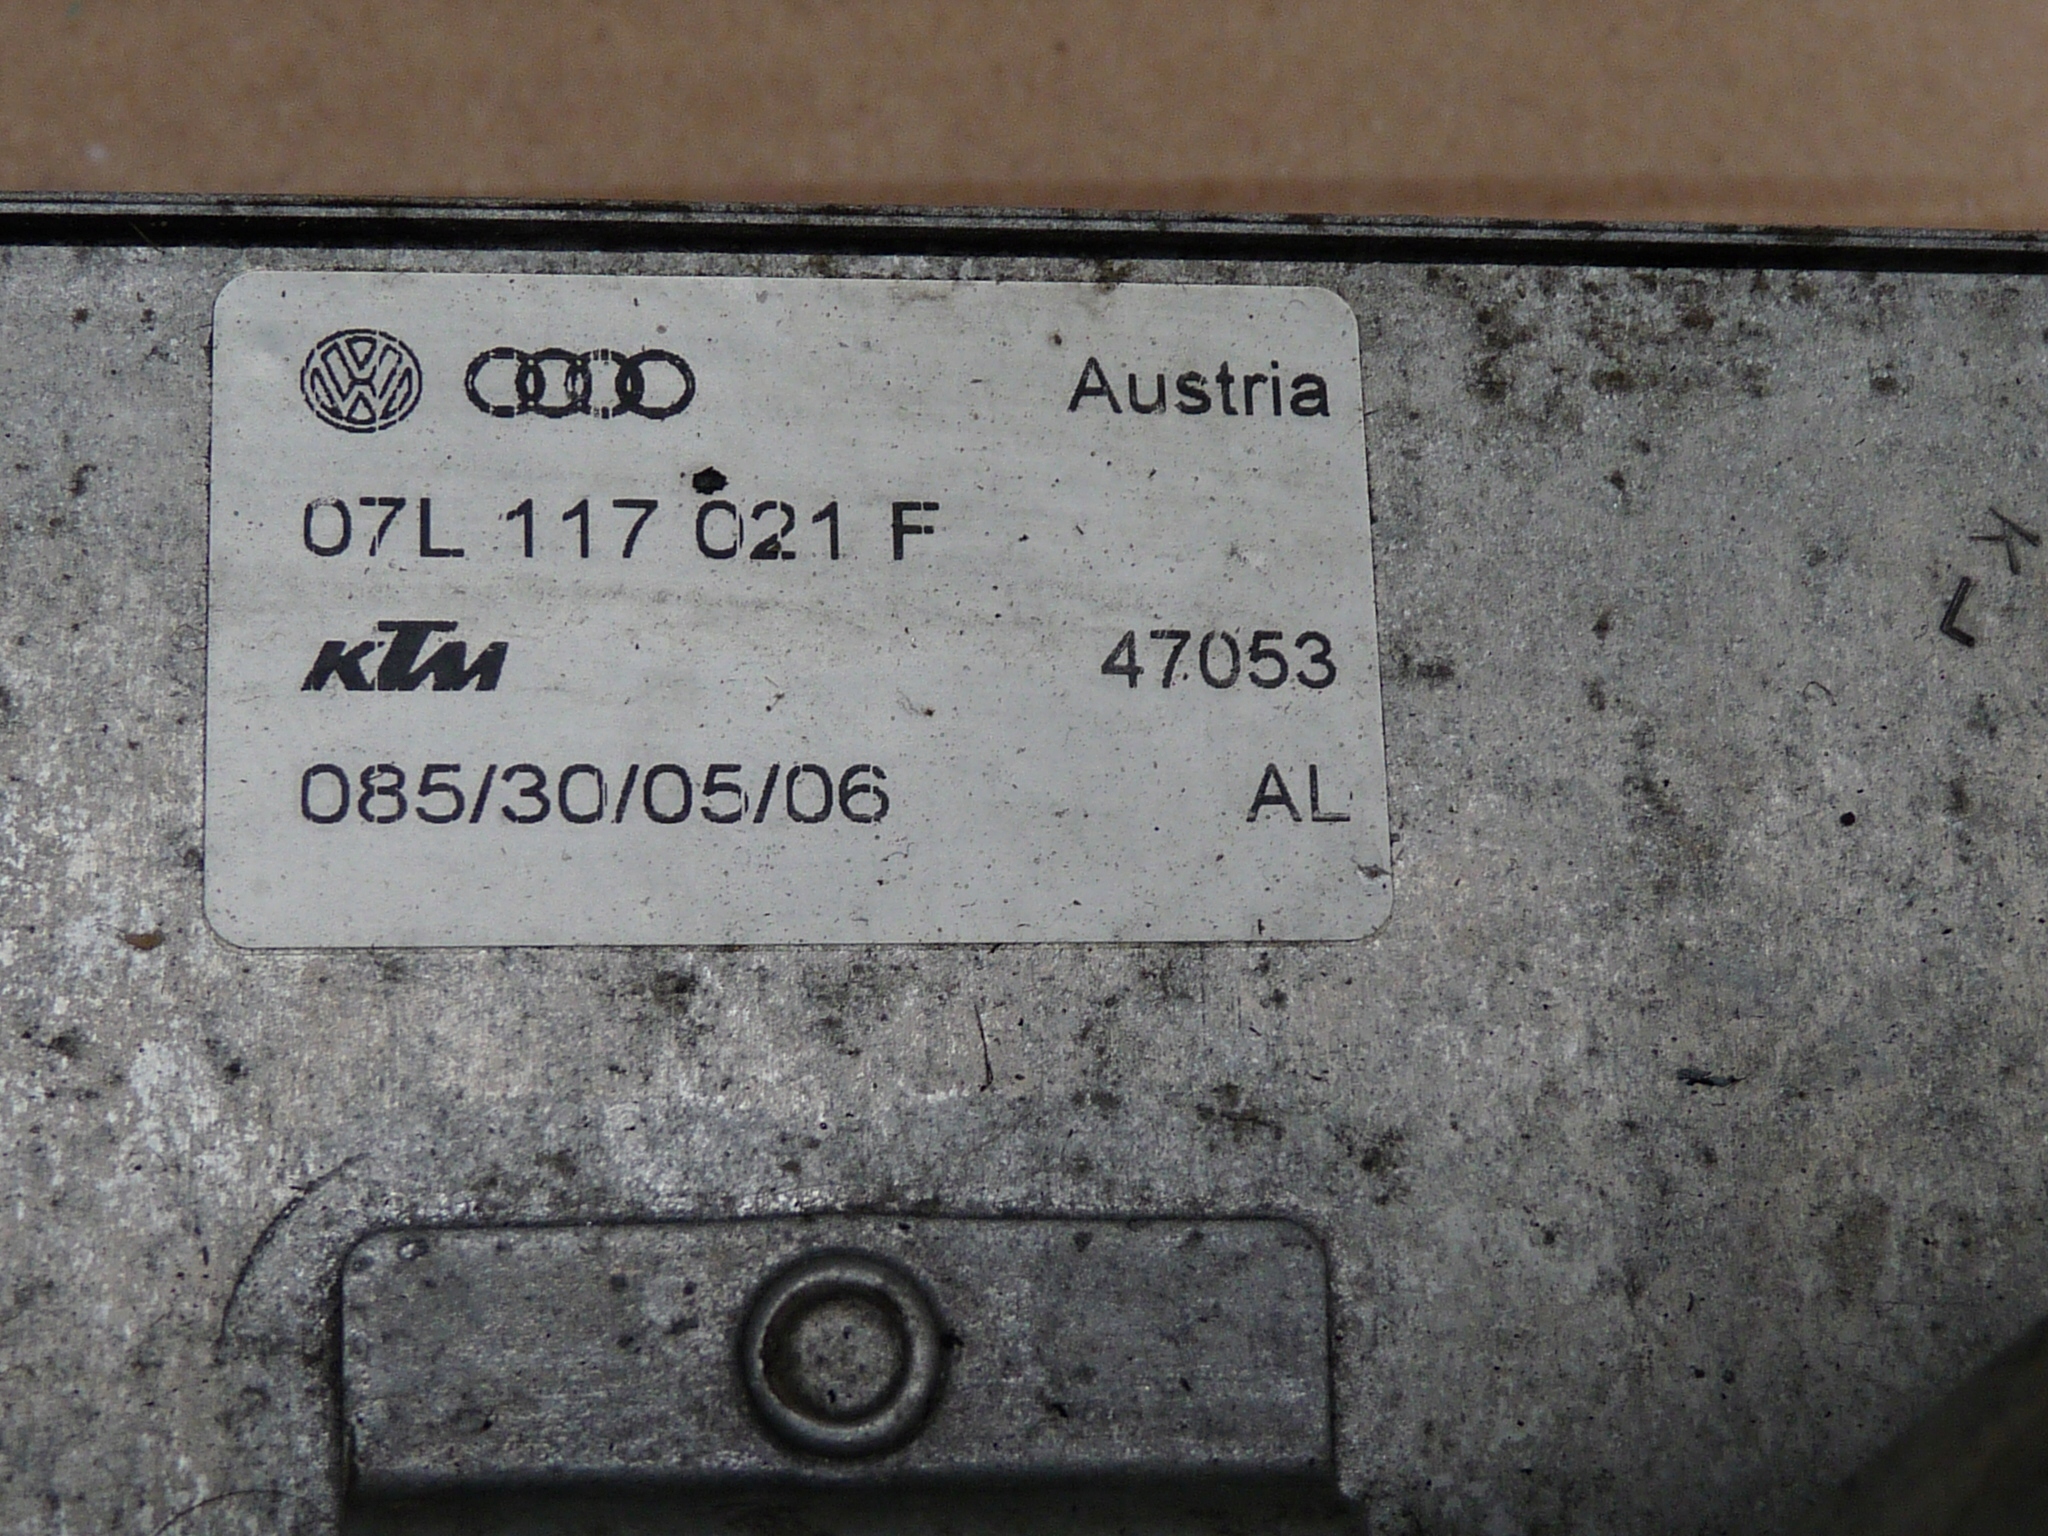 Austria
07L 117 021 F
KTM 47053
085/30/05/06 AL